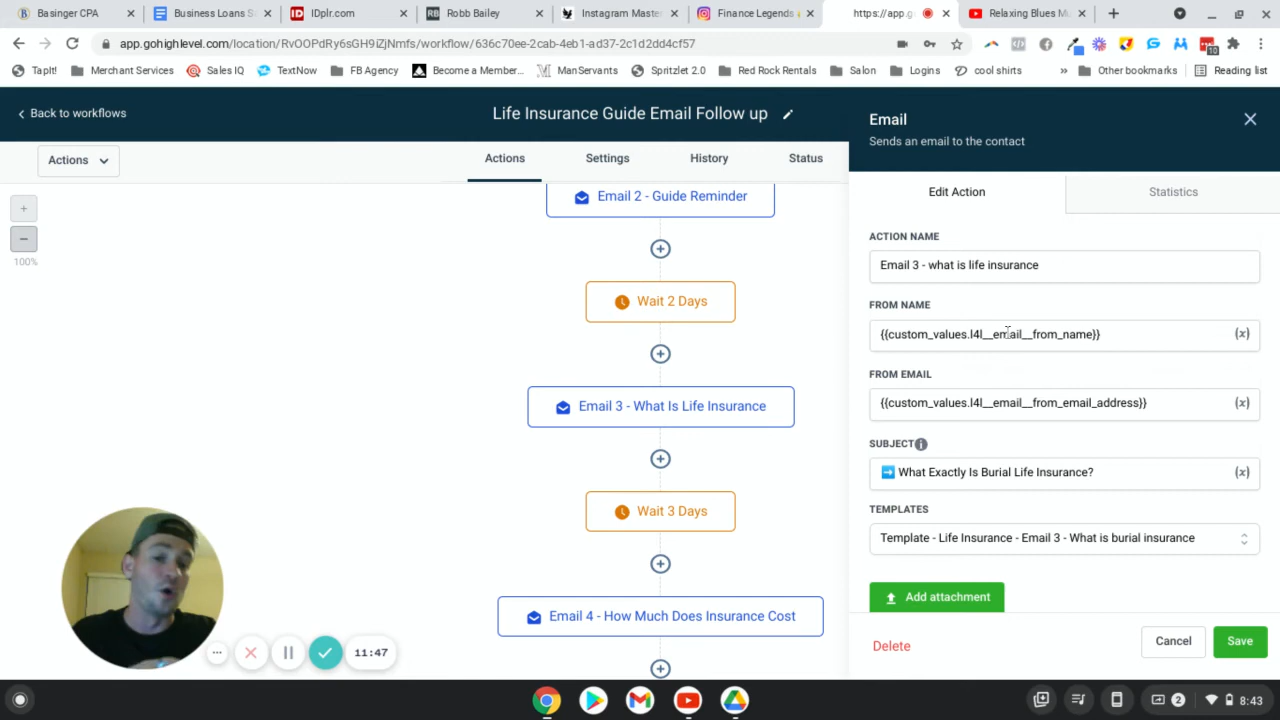 Basinger CPA
Business Loans S
IDplr.com
Robb Bailey
Instagram Maste
Finance Legends
https://app.g
Relaxing Blues Mu
app.gohighlevel.com/location/RvOOPdRy6sGH9iZjNmfs/workflow/636c70ee-2cab-4eb1-ad37-2c1d2dd4cf57
10
TapIt!
Merchant Services
Sales IQ
TextNow
FB Agency
Become a Member...
ManServants
Spritzlet 2.0
Red Rock Rentals
Salon
Logins
cool shirts
»
Other bookmarks
Reading list
Back to workflows
Life Insurance Guide Email Follow up
Email
Sends an email to the contact
Actions
Actions
Settings
History
Status
100%
Email 2 - Guide Reminder
Wait 2 Days
Email 3 - What Is Life Insurance
Wait 3 Days
Email 4 - How Much Does Insurance Cost
Edit Action
Statistics
ACTION NAME
Email 3 - what is life insurance
FROM NAME
{{custom_values.l4l__email__from_name}}
(x)
FROM EMAIL
{{custom_values.l4l__email__from_email_address}}
(x)
SUBJECT
➡️ What Exactly Is Burial Life Insurance?
(x)
TEMPLATES
Template - Life Insurance - Email 3 - What is burial insurance
Add attachment
Delete
Cancel
Save
11:47
2
8:43